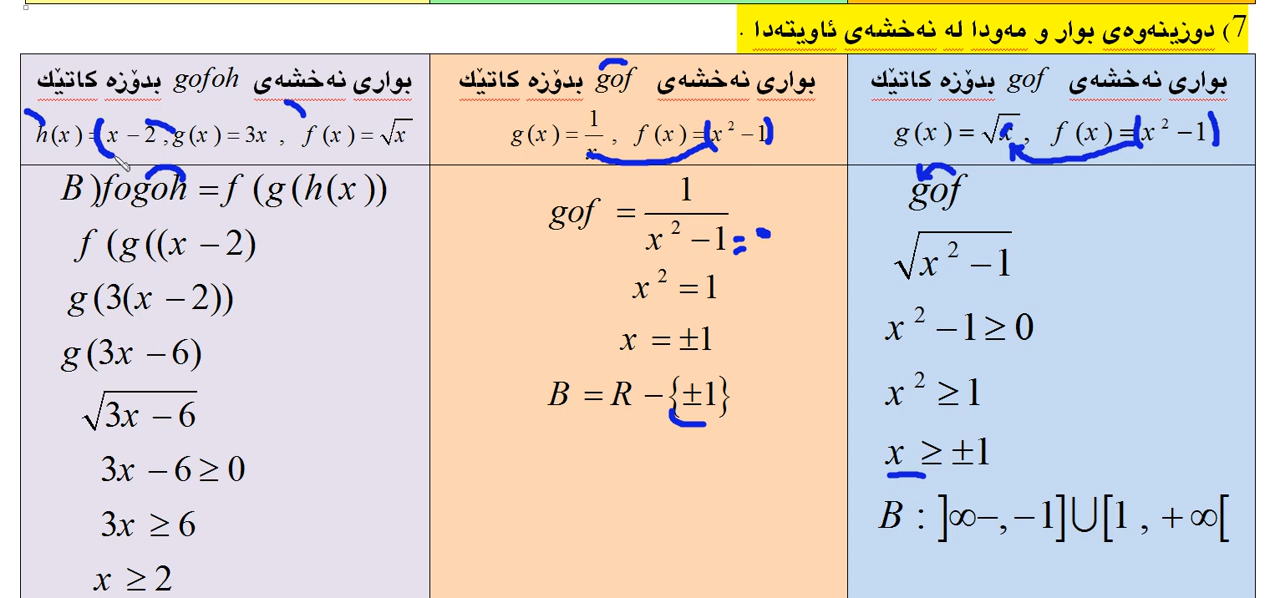 7) دوزینەوەی بوار و مەودا لە نەخشەی ئاویتەدا .
بواری نەخشەی gof بدۆزە کاتێك
g(x) = √x , f(x) = x² − 1
gof
√(x² − 1)
x² − 1 ≥ 0
x² ≥ 1
x ≥ ±1
B : ]∞−, −1]∪[1 , +∞[
بواری نەخشەی gof بدۆزە کاتێك
g(x) = 1/x , f(x) = x² − 1
gof = 1/(x² − 1) =
x² = 1
x = ±1
B = R − {±1}
بواری نەخشەی gofoh بدۆزە کاتێك
h(x) = x − 2 , g(x) = 3x , f(x) = √x
B )fogoh = f (g (h(x ))
f (g ((x − 2)
g (3(x − 2))
g (3x − 6)
√(3x − 6)
3x − 6 ≥ 0
3x ≥ 6
x ≥ 2